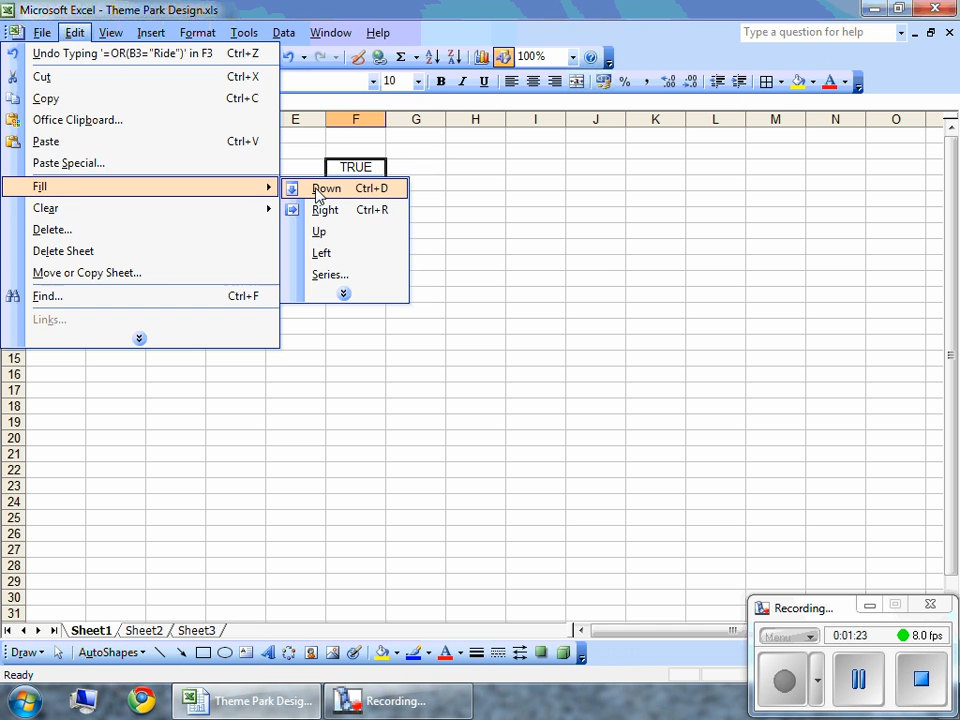 Microsoft Excel - Theme Park Design.xls
File Edit View Insert Format Tools Data Window Help
Type a question for help
100%
10
B I U
Undo Typing '=OR(B3="Ride")' in F3 Ctrl+Z
Cut Ctrl+X
Copy Ctrl+C
Office Clipboard...
Paste Ctrl+V
Paste Special...
Fill
Clear
Delete...
Delete Sheet
Move or Copy Sheet...
Find... Ctrl+F
Links...
Down Ctrl+D
Right Ctrl+R
Up
Left
Series...
E F G H I J K L M N O
TRUE
15
16
17
18
19
20
21
22
23
24
25
26
27
28
29
30
31
Sheet1 Sheet2 Sheet3
Draw AutoShapes
Ready
Recording...
Menu 0:01:23 8.0 fps
Theme Park Desig... Recording...